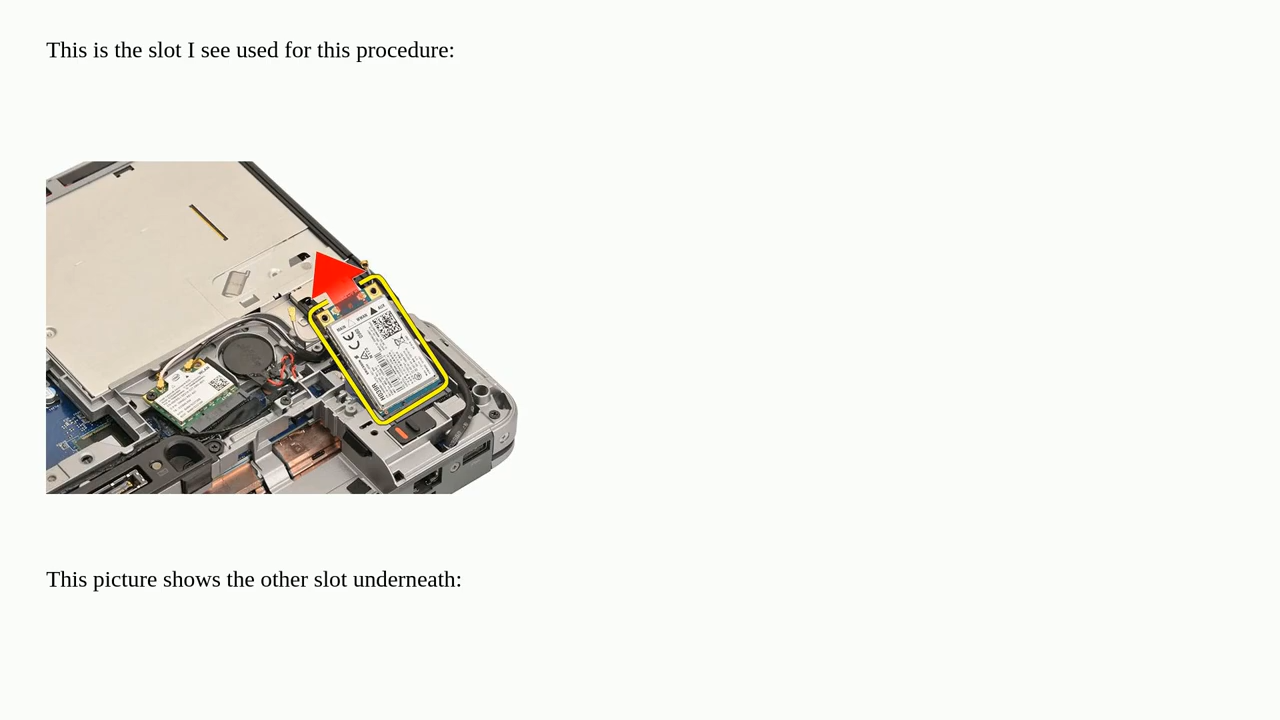 This is the slot I see used for this procedure:
This picture shows the other slot underneath: